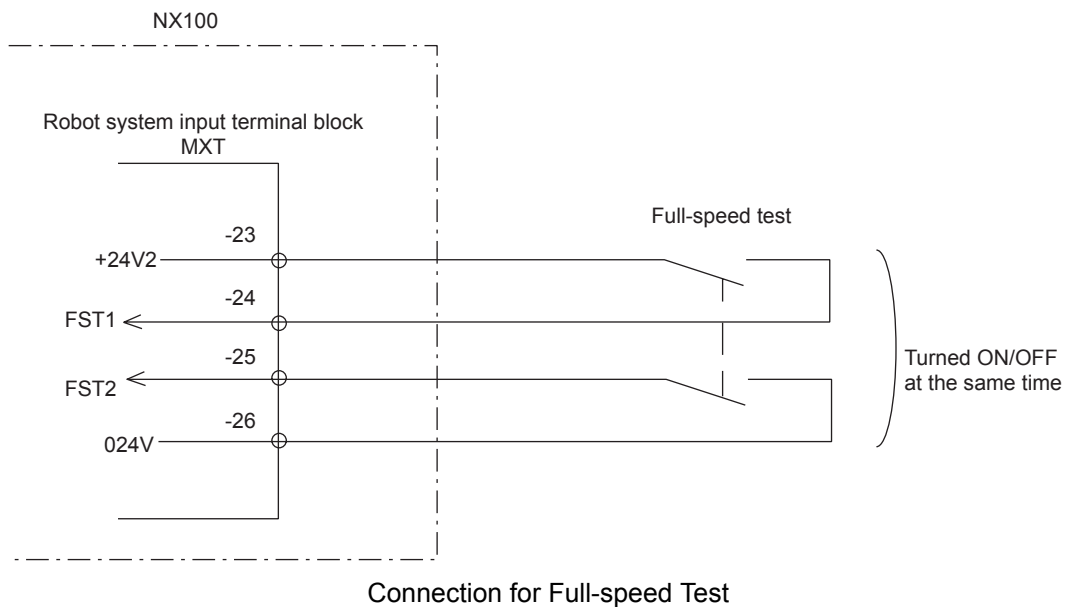 NX100
Robot system input terminal block
MXT
-23
+24V2
-24
FST1
-25
FST2
-26
024V
Full-speed test
Turned ON/OFF
at the same time
Connection for Full-speed Test